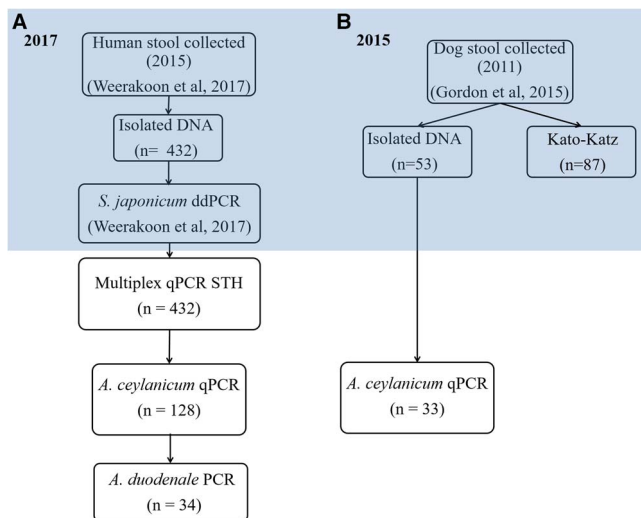 A
2017
Human stool collected
(2015)
(Weerakoon et al, 2017)
Isolated DNA
(n= 432)
S. japonicum ddPCR
(Weerakoon et al, 2017)
Multiplex qPCR STH
(n = 432)
A. ceylanicum qPCR
(n = 128)
A. duodenale PCR
(n = 34)
B
2015
Dog stool collected
(2011)
(Gordon et al, 2015)
Isolated DNA
(n=53)
Kato-Katz
(n=87)
A. ceylanicum qPCR
(n = 33)